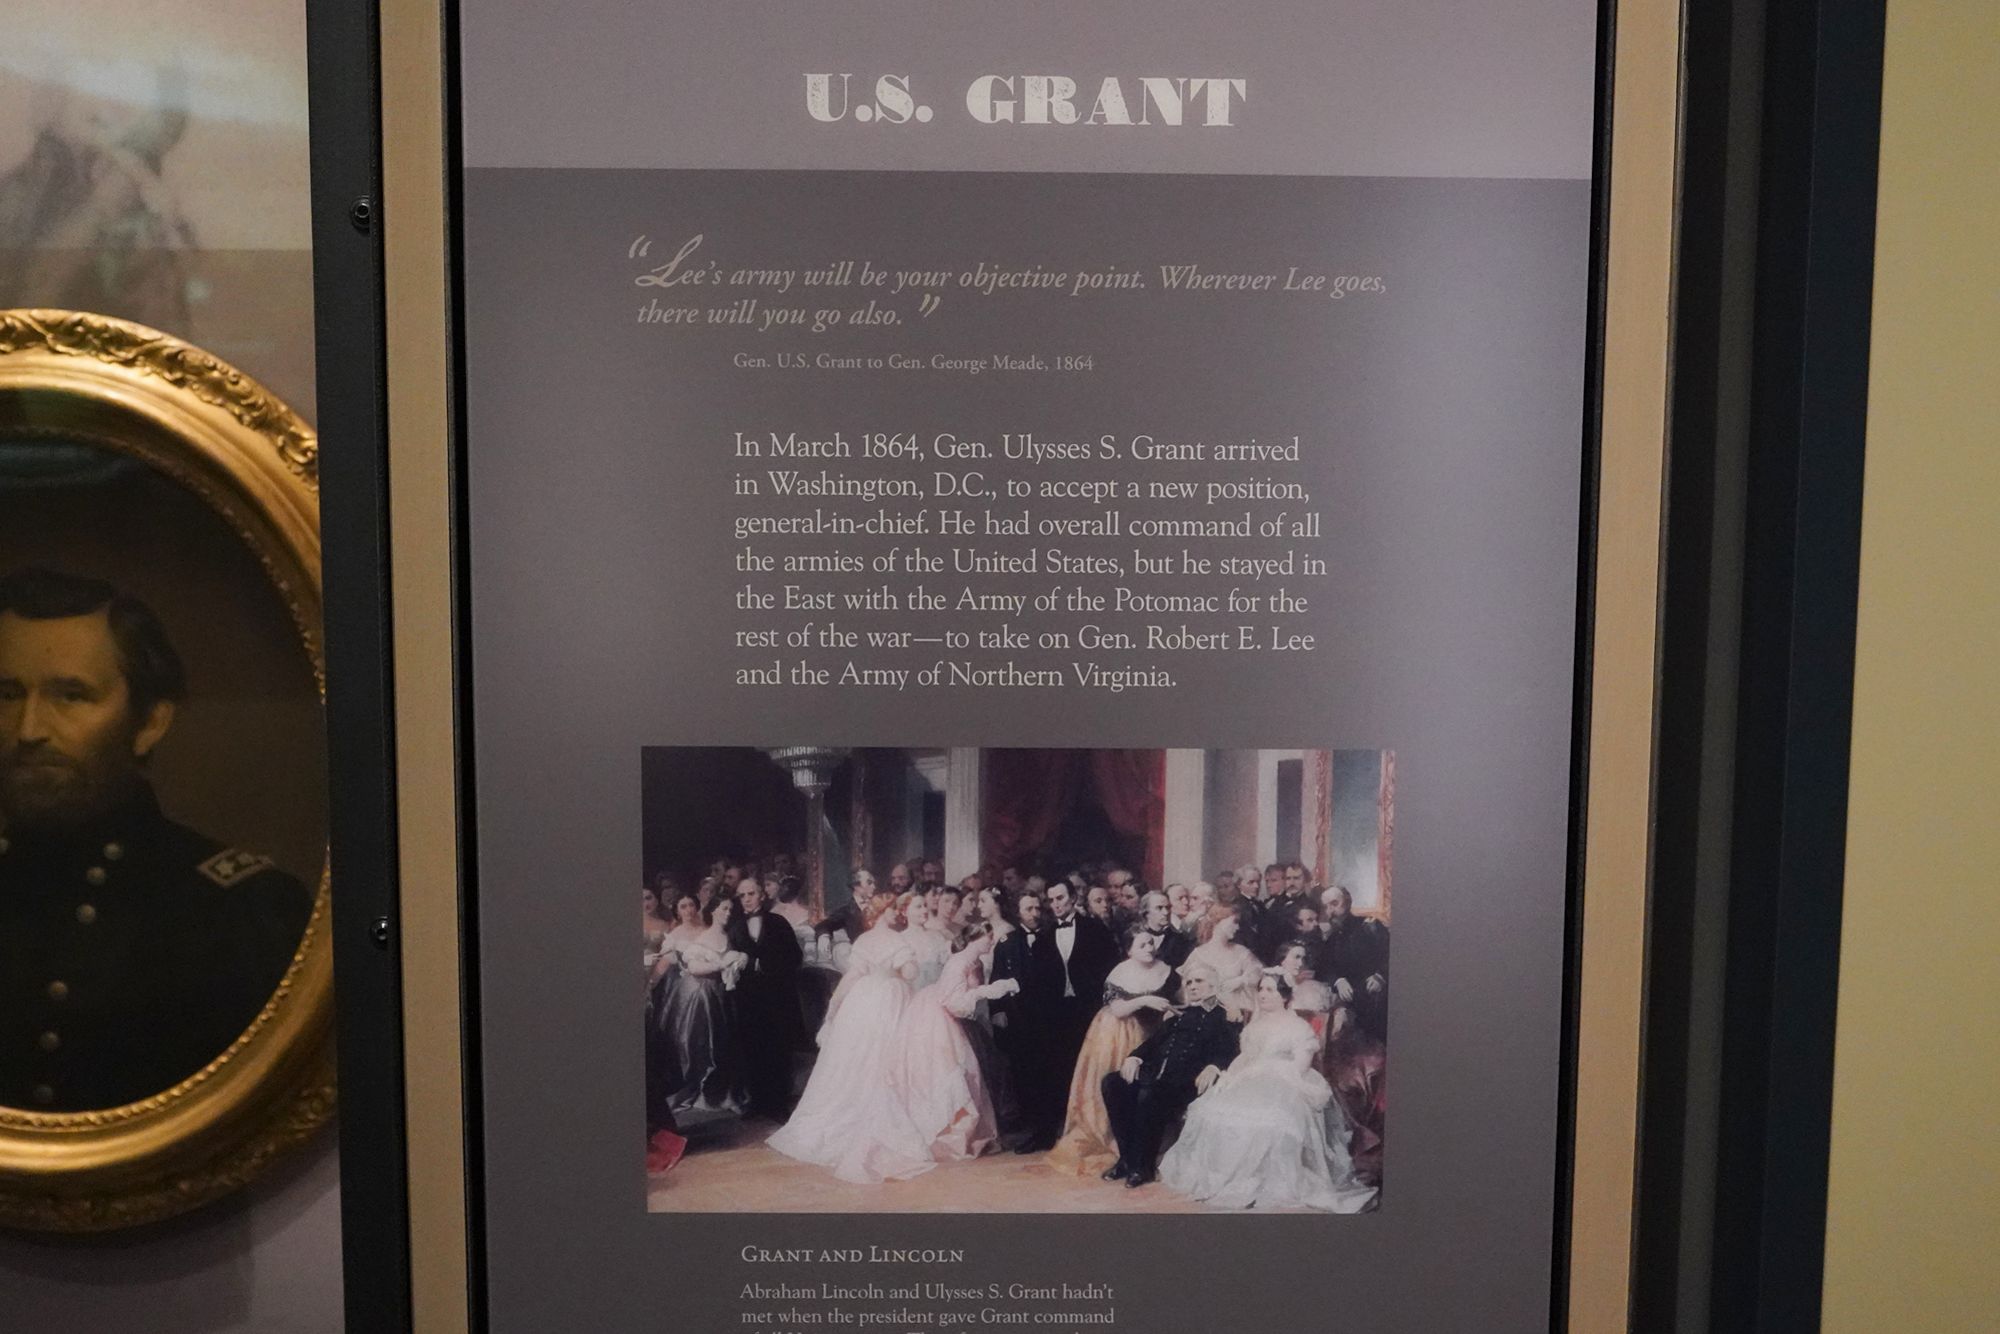 U.S. GRANT
“Lee's army will be your objective point. Wherever Lee goes,
there will you go also.”
Gen. U.S. Grant to Gen. George Meade, 1864
In March 1864, Gen. Ulysses S. Grant arrived
in Washington, D.C., to accept a new position,
general-in-chief. He had overall command of all
the armies of the United States, but he stayed in
the East with the Army of the Potomac for the
rest of the war—to take on Gen. Robert E. Lee
and the Army of Northern Virginia.
GRANT AND LINCOLN
Abraham Lincoln and Ulysses S. Grant hadn't
met when the president gave Grant command